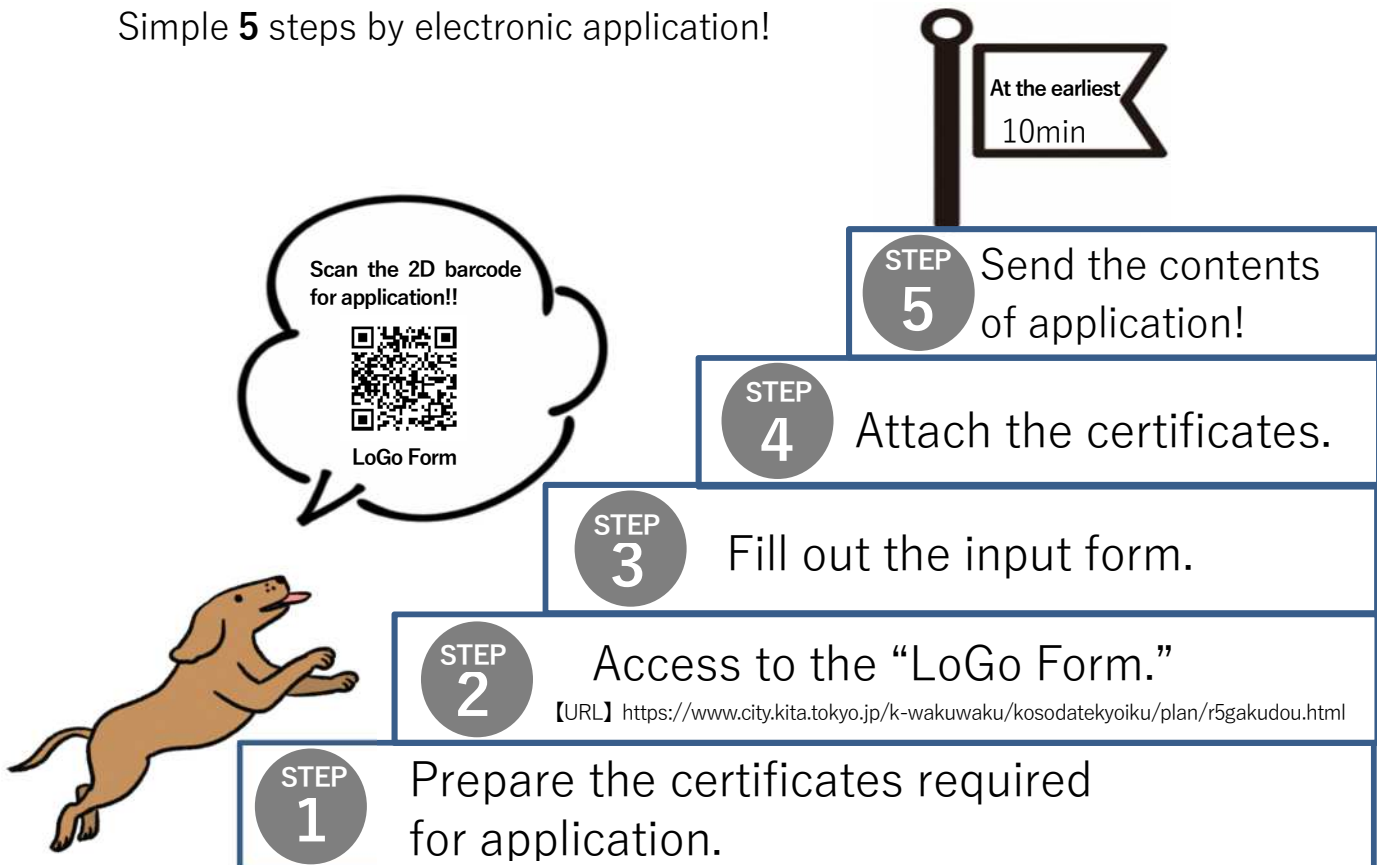 Simple 5 steps by electronic application!
At the earliest
10min
Scan the 2D barcode
for application!!
LoGo Form
STEP
5
Send the contents
of application!
STEP
4
Attach the certificates.
STEP
3
Fill out the input form.
STEP
2
Access to the “LoGo Form.”
【URL】https://www.city.kita.tokyo.jp/k-wakuwaku/kosodatekyoiku/plan/r5gakudou.html
STEP
1
Prepare the certificates required
for application.